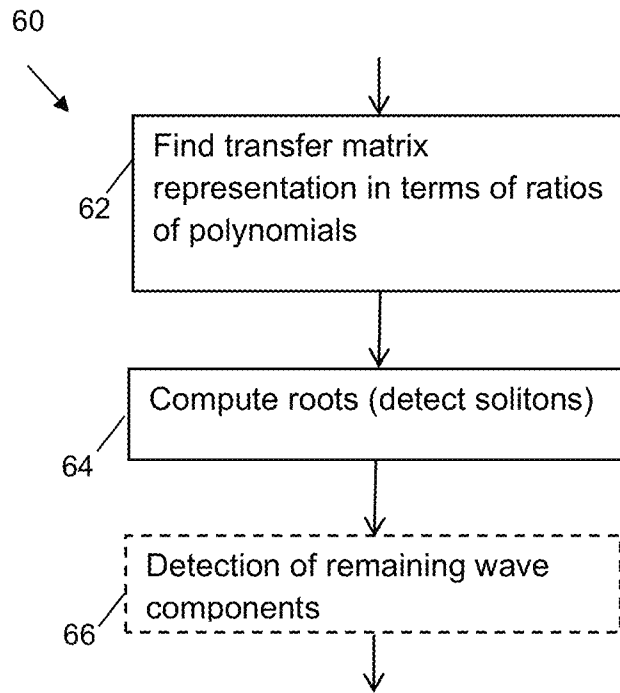 60
Find transfer matrix
representation in terms of ratios
of polynomials
62
Compute roots (detect solitons)
64
Detection of remaining wave
components
66